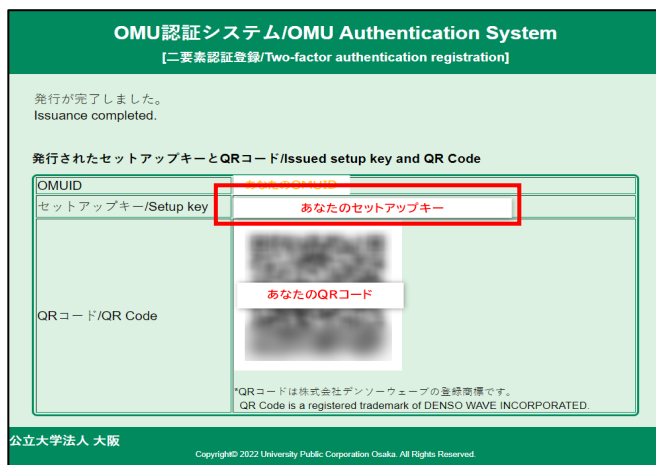 OMU認証システム/OMU Authentication System
[二要素認証登録/Two-factor authentication registration]
発行が完了しました。
Issuance completed.
発行されたセットアップキーとQRコード/Issued setup key and QR Code
OMUID あなたのOMUID
セットアップキー/Setup key あなたのセットアップキー
QRコード/QR Code あなたのQRコード
*QRコードは株式会社デンソーウェーブの登録商標です。
QR Code is a registered trademark of DENSO WAVE INCORPORATED.
公立大学法人 大阪
Copyright© 2022 University Public Corporation Osaka. All Rights Reserved.